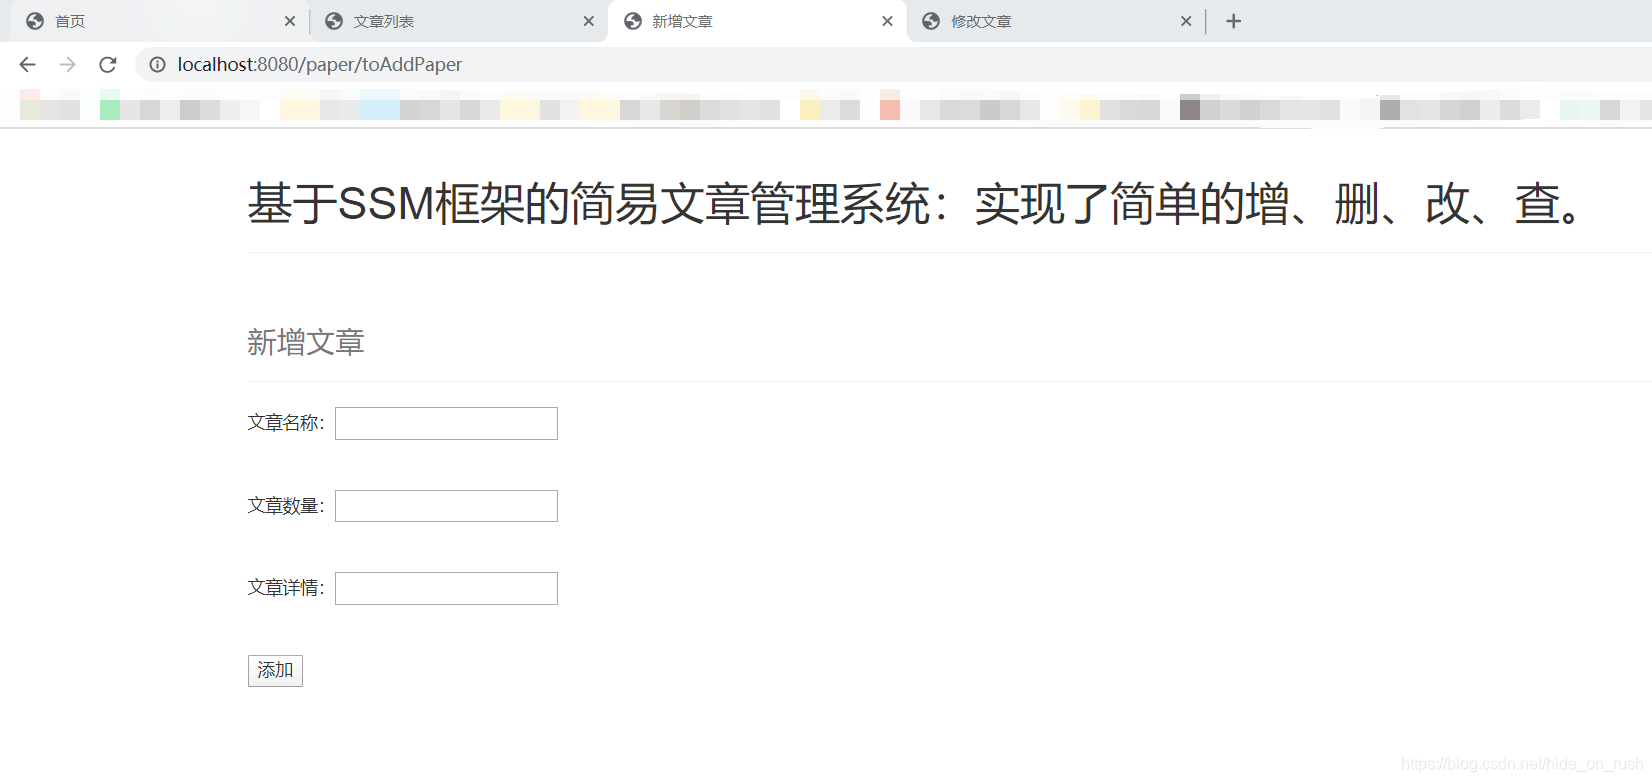 首页 文章列表 新增文章 修改文章
localhost:8080/paper/toAddPaper
基于SSM框架的简易文章管理系统：实现了简单的增、删、改、查。
新增文章
文章名称：
文章数量：
文章详情：
添加
https://blog.csdn.net/hide_on_rush